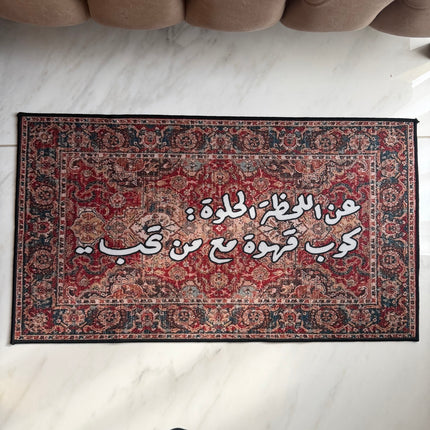 عن اللحظة الحلوة :
كوب قهوة مع من تحب ..